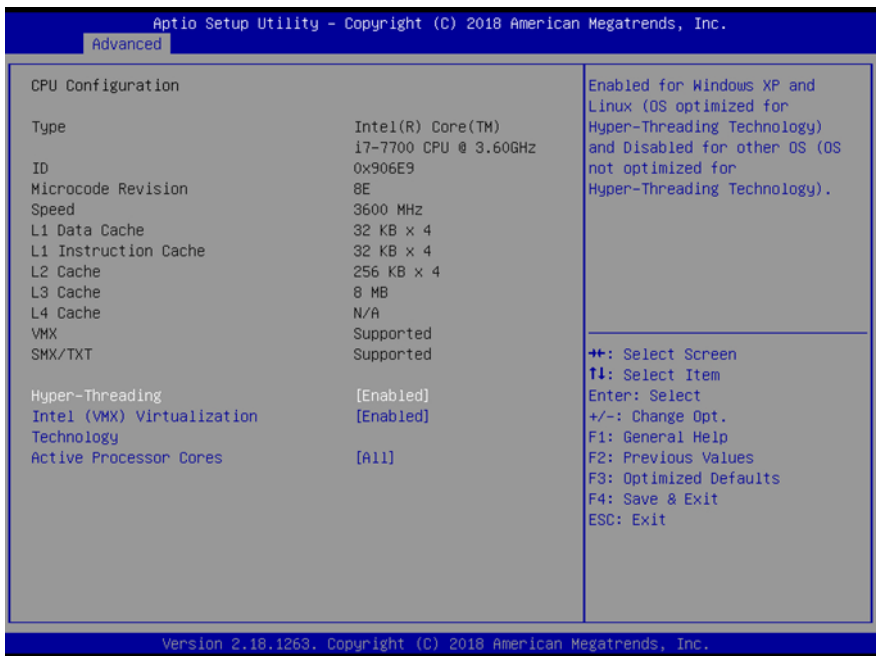 Aptio Setup Utility – Copyright (C) 2018 American Megatrends, Inc.
Advanced
CPU Configuration
Type Intel(R) Core(TM)
i7-7700 CPU @ 3.60GHz
ID 0x906E9
Microcode Revision 8E
Speed 3600 MHz
L1 Data Cache 32 KB x 4
L1 Instruction Cache 32 KB x 4
L2 Cache 256 KB x 4
L3 Cache 8 MB
L4 Cache N/A
VMX Supported
SMX/TXT Supported
Hyper-Threading [Enabled]
Intel (VMX) Virtualization [Enabled]
Technology
Active Processor Cores [All]
Enabled for Windows XP and
Linux (OS optimized for
Hyper-Threading Technology)
and Disabled for other OS (OS
not optimized for
Hyper-Threading Technology).
→←: Select Screen
↑↓: Select Item
Enter: Select
+/-: Change Opt.
F1: General Help
F2: Previous Values
F3: Optimized Defaults
F4: Save & Exit
ESC: Exit
Version 2.18.1263. Copyright (C) 2018 American Megatrends, Inc.